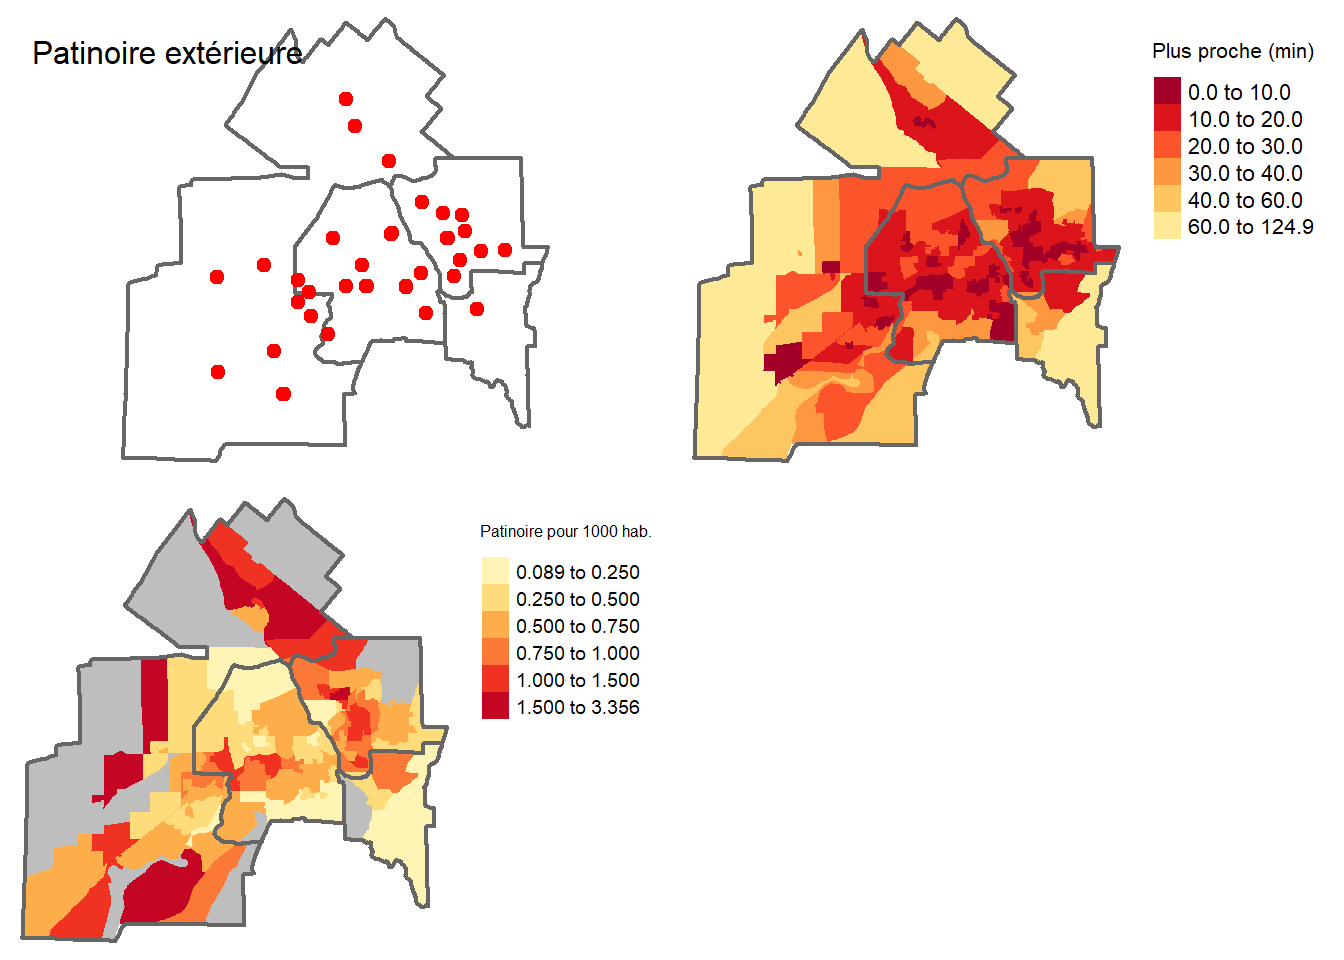 Patinoire extérieure
Plus proche (min)
0.0 to 10.0
10.0 to 20.0
20.0 to 30.0
30.0 to 40.0
40.0 to 60.0
60.0 to 124.9
Patinoire pour 1000 hab.
0.089 to 0.250
0.250 to 0.500
0.500 to 0.750
0.750 to 1.000
1.000 to 1.500
1.500 to 3.356